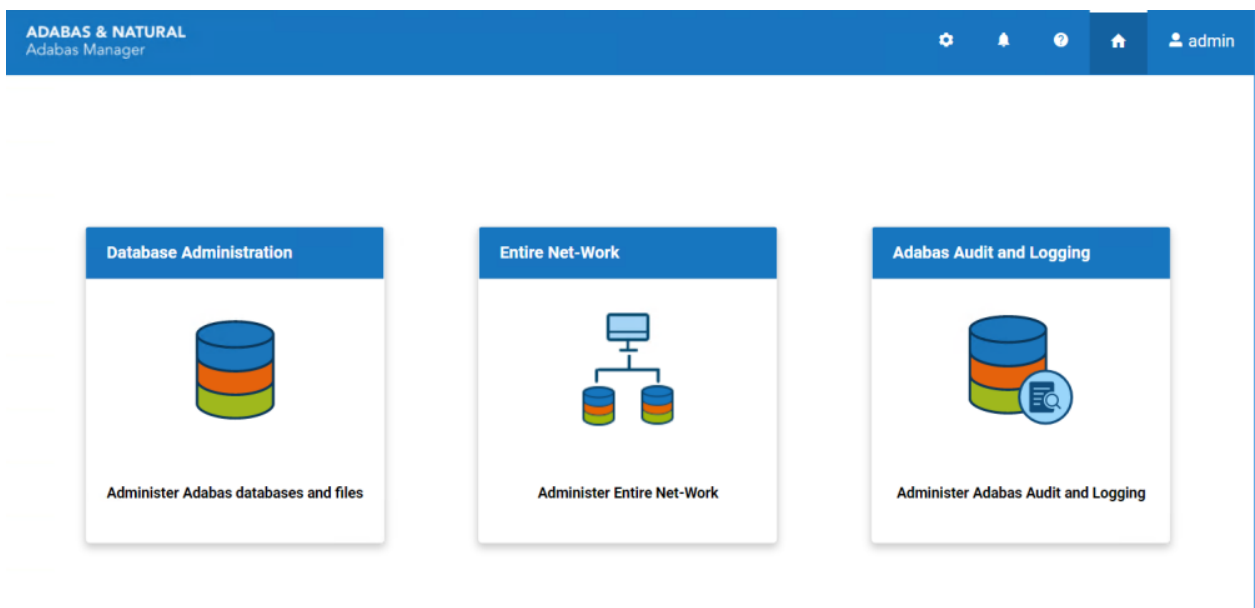 ADABAS & NATURAL
Adabas Manager
admin
Database Administration
Entire Net-Work
Adabas Audit and Logging
Administer Adabas databases and files
Administer Entire Net-Work
Administer Adabas Audit and Logging